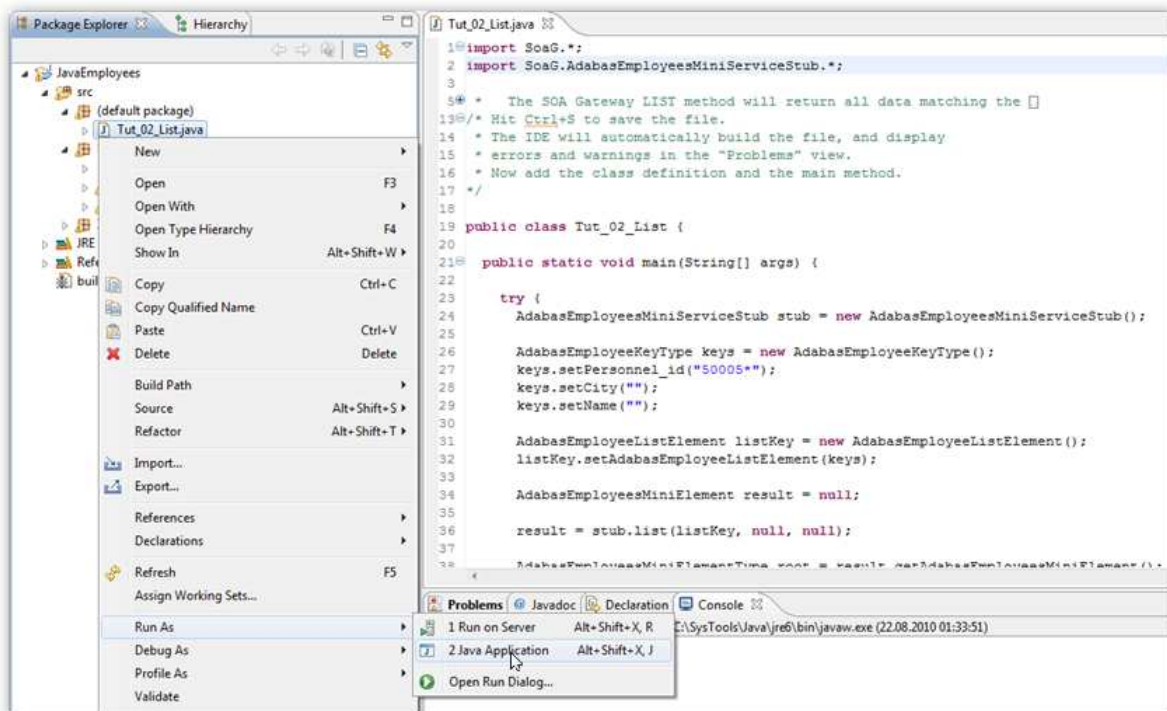 Package Explorer
Hierarchy
JavaEmployees
src
(default package)
Tut_02_List.java
New
Open F3
Open With
Open Type Hierarchy F4
Show In Alt+Shift+W
JRE
Refe
buil
Copy Ctrl+C
Copy Qualified Name
Paste Ctrl+V
Delete Delete
Build Path
Source Alt+Shift+S
Refactor Alt+Shift+T
Import...
Export...
References
Declarations
Refresh F5
Assign Working Sets...
Run As
Debug As
Profile As
Validate
1 Run on Server Alt+Shift+X, R
2 Java Application Alt+Shift+X, J
Open Run Dialog...
Tut_02_List.java
1 import SoaG.*;
2 import SoaG.AdabasEmployeesMiniServiceStub.*;
3
5 * The SOA Gateway LIST method will return all data matching the
13 /* Hit Ctrl+S to save the file.
14 * The IDE will automatically build the file, and display
15 * errors and warnings in the "Problems" view.
16 * Now add the class definition and the main method.
17 */
18
19 public class Tut_02_List {
20
21 public static void main(String[] args) {
22
23 try {
24 AdabasEmployeesMiniServiceStub stub = new AdabasEmployeesMiniServiceStub();
25
26 AdabasEmployeeKeyType keys = new AdabasEmployeeKeyType();
27 keys.setPersonnel_id("50005*");
28 keys.setCity("");
29 keys.setName("");
30
31 AdabasEmployeeListElement listKey = new AdabasEmployeeListElement();
32 listKey.setAdabasEmployeeListElement(keys);
33
34 AdabasEmployeesMiniElement result = null;
35
36 result = stub.list(listKey, null, null);
37
38 AdabasEmployeesMiniElementType root = result.getAdabasEmployeesMiniElement();
Problems Javadoc Declaration Console
C:\SysTools\Java\jre6\bin\javaw.exe (22.08.2010 01:33:51)